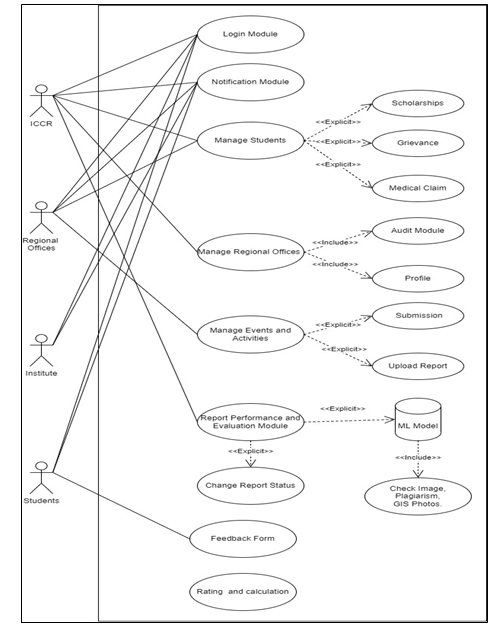 Login Module
Notification Module
ICCR
Manage Students
<<Explicit>>
Scholarships
<<Explicit>>
Grievance
<<Explicit>>
Medical Claim
Regional
Offices
Manage Regional Offices
<<Include>>
Audit Module
<<Include>>
Profile
Manage Events and
Activities
<<Explicit>>
Submission
<<Explicit>>
Upload Report
Institute
Report Performance and
Evaluation Module
<<Explicit>>
ML Model
<<Explicit>>
<<Include>>
Change Report Status
Check Image,
Plagiarism,
GIS Photos.
Students
Feedback Form
Rating and calculation